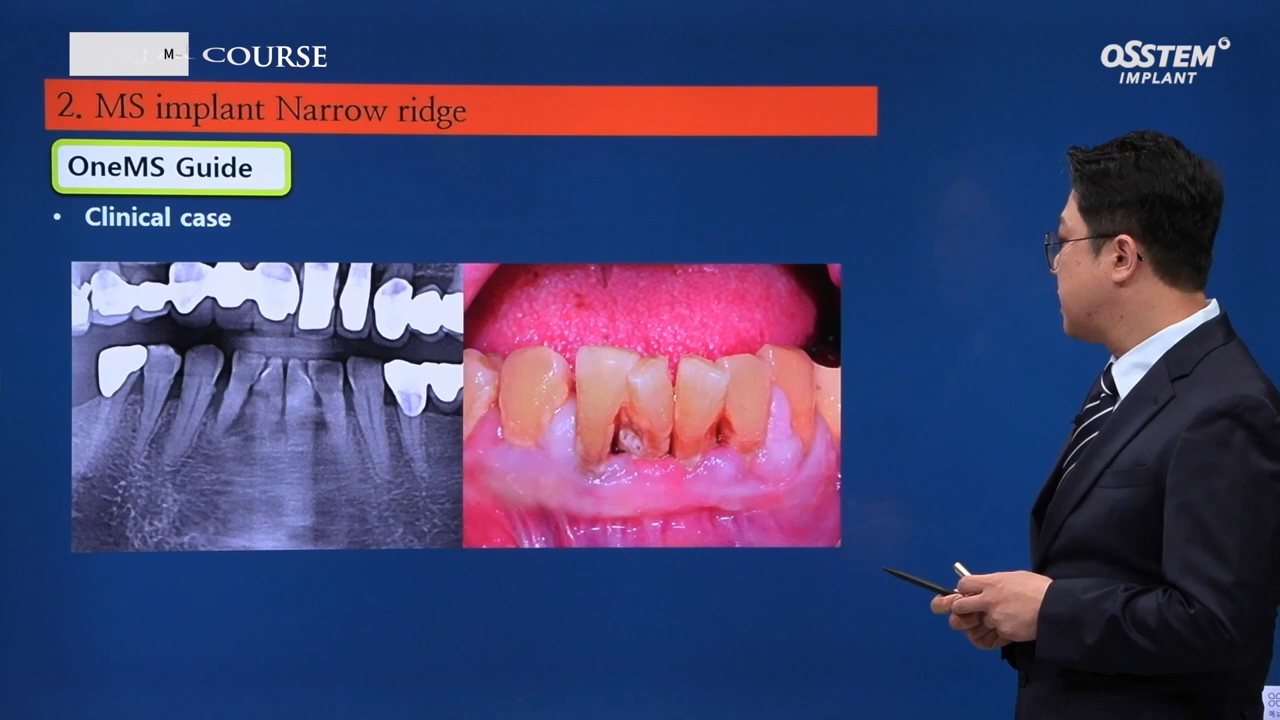 M
COURSE
OSSTEM
IMPLANT
2. MS implant Narrow ridge
OneMS Guide
• Clinical case